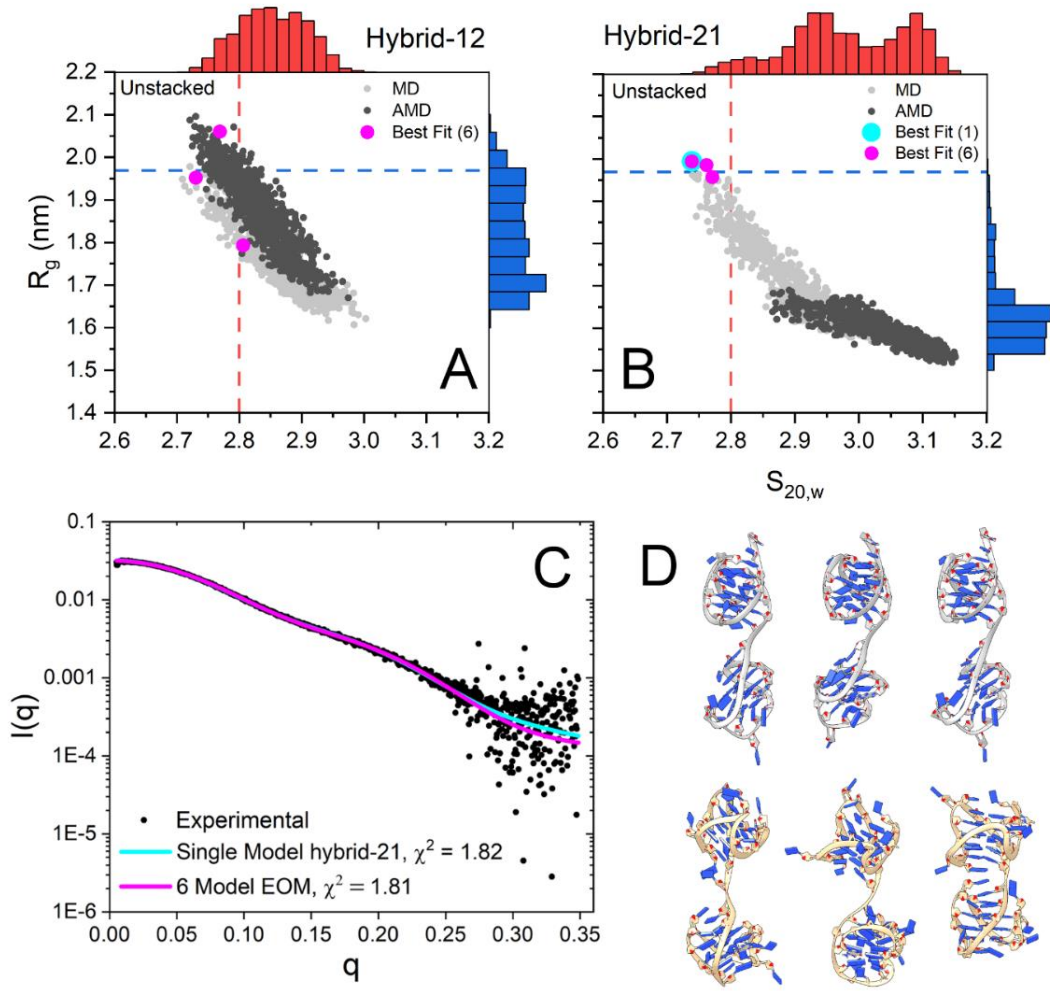 Hybrid-12
Hybrid-21
2.2
2.1
2.0
1.9
1.8
1.7
1.6
1.5
1.4
R_g (nm)
Unstacked
MD
AMD
Best Fit (6)
A
2.6 2.7 2.8 2.9 3.0 3.1 3.2
Unstacked
MD
AMD
Best Fit (1)
Best Fit (6)
B
2.6 2.7 2.8 2.9 3.0 3.1 3.2
S_20,w
0.1
0.01
0.001
1E-4
1E-5
1E-6
I(q)
C
Experimental
Single Model hybrid-21, χ² = 1.82
6 Model EOM, χ² = 1.81
0.00 0.05 0.10 0.15 0.20 0.25 0.30 0.35
q
D